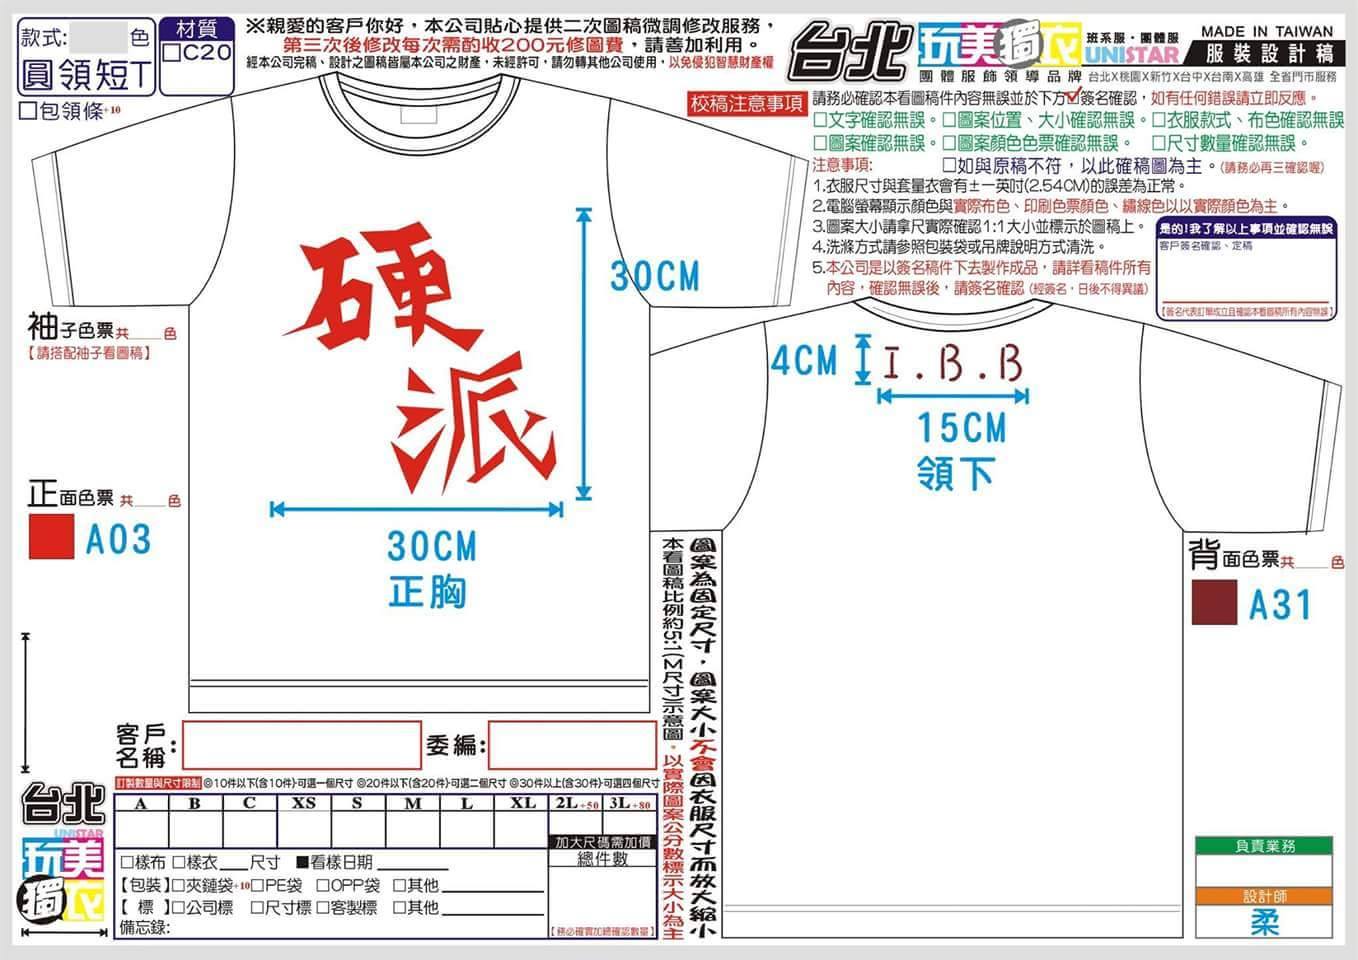 款式: 色
圓領短T
材質
□C20
□包領條+10
※親愛的客戶你好，本公司貼心提供二次圖稿微調修改服務，
第三次後修改每次需酌收200元修圖費，請善加利用。
經本公司完稿、設計之圖稿皆屬本公司之財產，未經許可，請勿轉其他公司使用，以免侵犯智慧財產權
台北 玩美獨衣 班系服・團體服 UNISTAR
團體服飾領導品牌 台北X桃園X新竹X台中X台南X高雄 全省門市服務
MADE IN TAIWAN
服裝設計稿
校稿注意事項
請務必確認本看圖稿件內容無誤並於下方☑簽名確認，如有任何錯誤請立即反應。
□文字確認無誤。□圖案位置、大小確認無誤。□衣服款式、布色確認無誤
□圖案確認無誤。□圖案顏色色票確認無誤。 □尺寸數量確認無誤。
注意事項: □如與原稿不符，以此確稿圖為主。(請務必再三確認喔)
1.衣服尺寸與套量衣會有±一英吋(2.54CM)的誤差為正常。
2.電腦螢幕顯示顏色與實際布色、印刷色票顏色、繡線色以以實際顏色為主。
3.圖案大小請拿尺實際確認1:1大小並標示於圖稿上。
4.洗滌方式請參照包裝袋或吊牌說明方式清洗。
5.本公司是以簽名稿件下去製作成品，請詳看稿件所有
內容，確認無誤後，請簽名確認(經簽名，日後不得異議)
是的!我了解以上事項並確認無誤
客戶簽名確認、定稿
【簽名代表訂單成立且確認本看圖稿所有內容無誤】
硬
派
30CM
30CM
正胸
袖子色票共____色
【請搭配袖子看圖稿】
正面色票 共____色
A03
4CM
I.B.B
15CM
領下
背面色票共____色
A31
圖案為固定尺寸，圖案大小不會因衣服尺寸而放大縮小
本看圖稿比例約5:1(M尺寸)示意圖。以實際圖案公分數標示大小為主
客戶名稱:
委編:
訂製數量與尺寸限制 ◎10件以下(含10件)可選一個尺寸 ◎20件以下(含20件)可選二個尺寸 ◎30件以上(含30件)可選四個尺寸
A B C XS S M L XL 2L+50 3L+80
加大尺碼需加價
總件數
【務必確實加總確認數量】
□樣布 □樣衣___尺寸 ■看樣日期________
【包裝】□夾鏈袋+10□PE袋 □OPP袋 □其他________
【 標 】□公司標 □尺寸標 □客製標 □其他________
備忘錄:
台北
UNISTAR
玩美獨衣
負責業務
設計師
柔